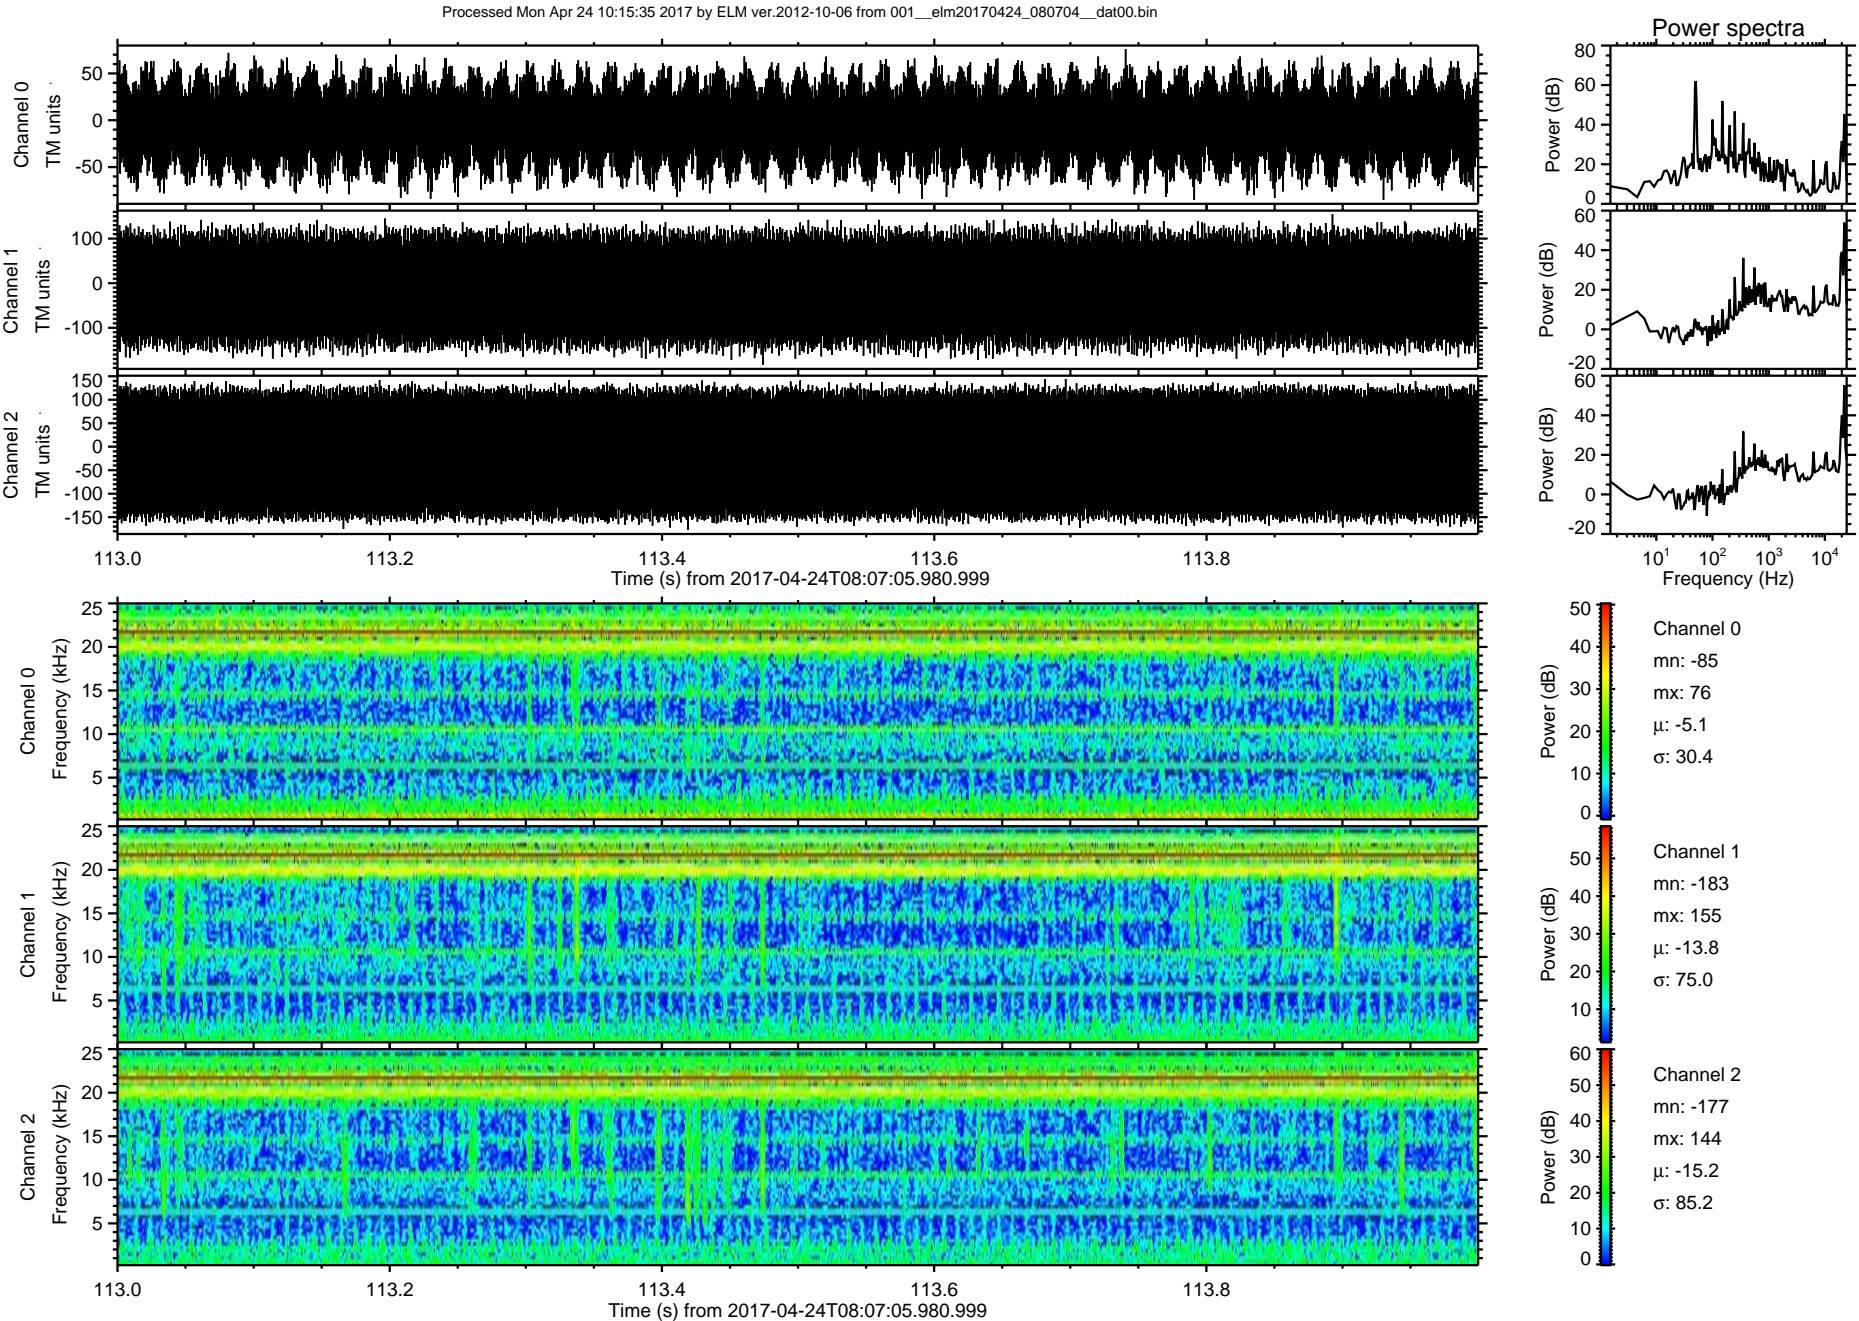 Processed Mon Apr 24 10:15:35 2017 by ELM ver.2012-10-06 from 001__elm20170424_080704__dat00.bin
Power spectra
Channel 0
TM units
50
0
-50
Power (dB)
80
60
40
20
0
Channel 1
TM units
100
0
-100
Power (dB)
60
40
20
0
-20
Channel 2
TM units
150
100
50
0
-50
-100
-150
Power (dB)
60
40
20
0
-20
113.0 113.2 113.4 113.6 113.8
Time (s) from 2017-04-24T08:07:05.980.999
10^1 10^2 10^3 10^4
Frequency (Hz)
Channel 0
Frequency (kHz)
25
20
15
10
5
Power (dB)
50
40
30
20
10
0
Channel 0
mn: -85
mx: 76
μ: -5.1
σ: 30.4
Channel 1
Frequency (kHz)
25
20
15
10
5
Power (dB)
50
40
30
20
10
Channel 1
mn: -183
mx: 155
μ: -13.8
σ: 75.0
Channel 2
Frequency (kHz)
25
20
15
10
5
Power (dB)
60
50
40
30
20
10
0
Channel 2
mn: -177
mx: 144
μ: -15.2
σ: 85.2
113.0 113.2 113.4 113.6 113.8
Time (s) from 2017-04-24T08:07:05.980.999